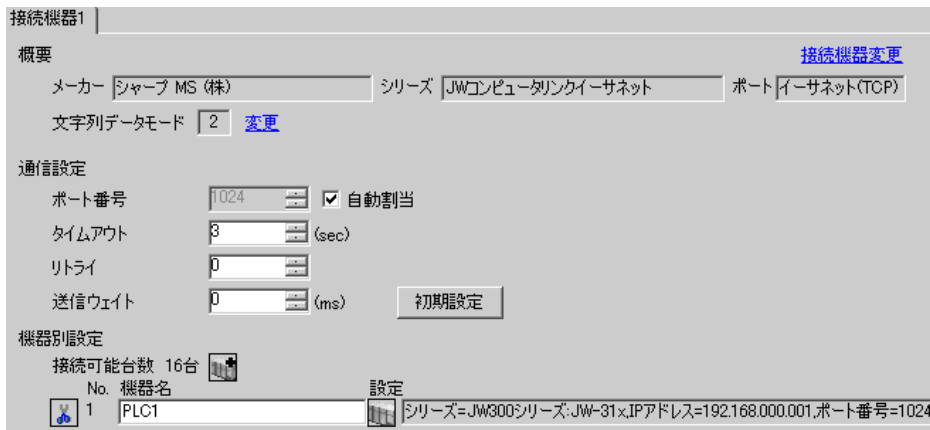 接続機器1
概要 接続機器変更
メーカー シャープ MS (株) シリーズ JWコンピュータリンクイーサネット ポート イーサネット(TCP)
文字列データモード 2 変更
通信設定
ポート番号 1024 自動割当
タイムアウト 3 (sec)
リトライ 0
送信ウェイト 0 (ms) 初期設定
機器別設定
接続可能台数 16台
No. 機器名 設定
1 PLC1 シリーズ=JW300シリーズ:JW-31x,IPアドレス=192.168.000.001,ポート番号=1024